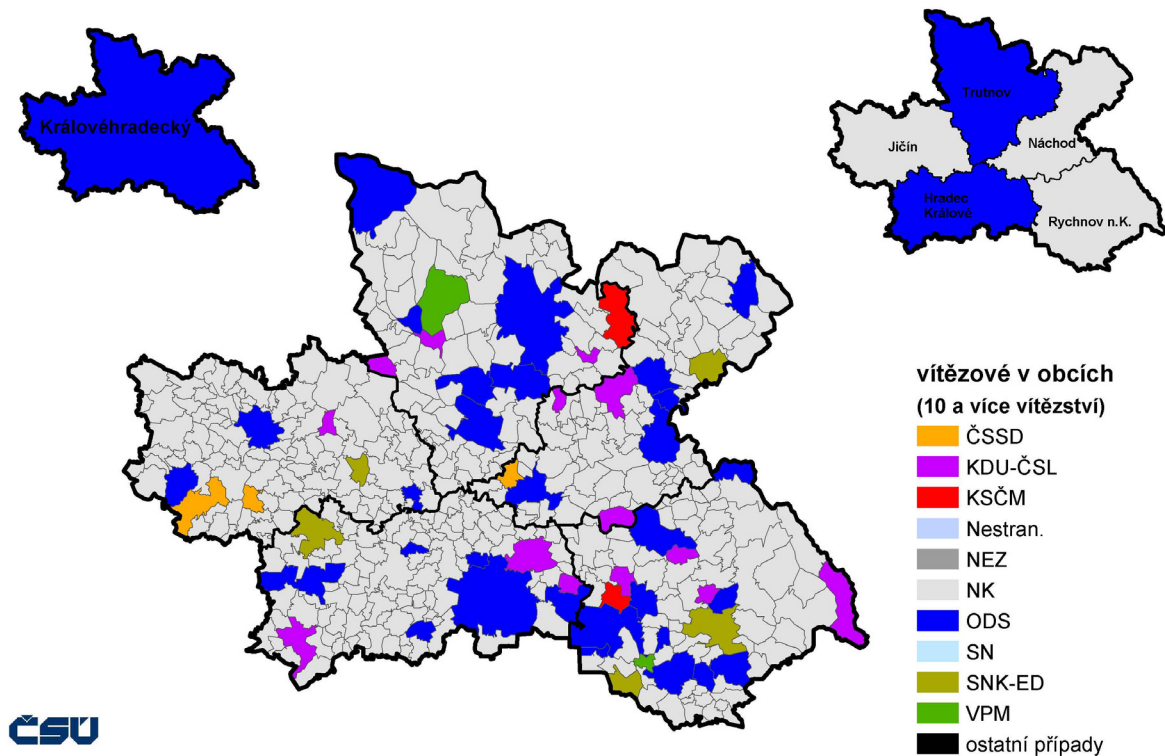 Královéhradecký
Trutnov
Jičín
Náchod
Hradec
Králové
Rychnov n.K.
vítězové v obcích
(10 a více vítězství)
ČSSD
KDU-ČSL
KSČM
Nestran.
NEZ
NK
ODS
SN
SNK-ED
VPM
ostatní případy
ČSÚ